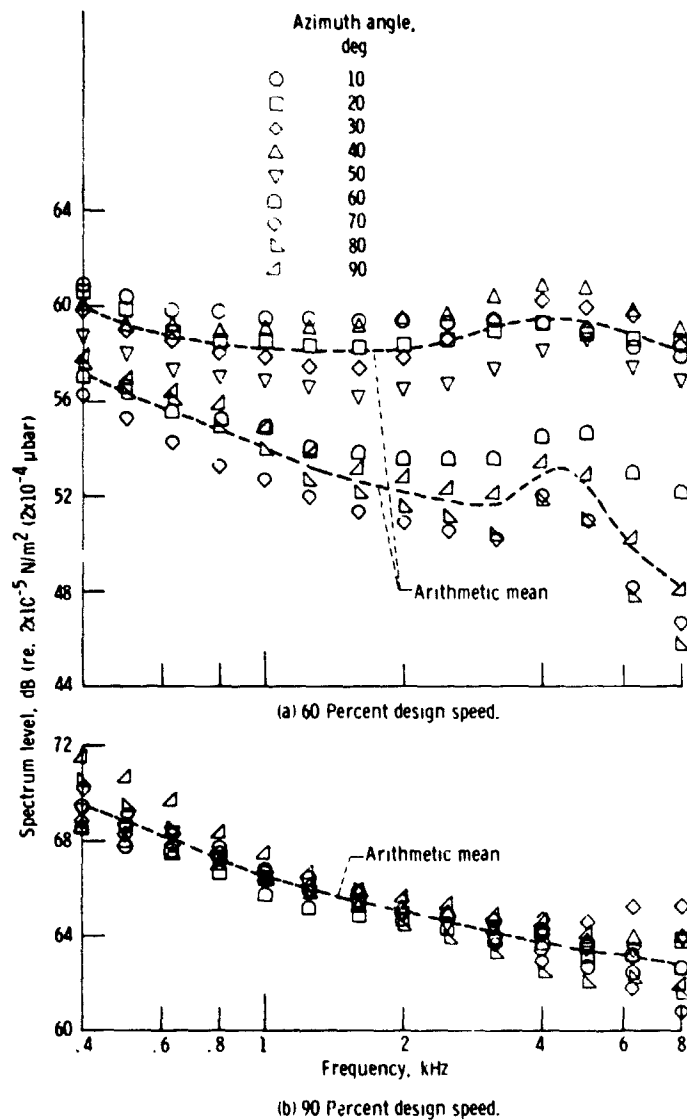 Azimuth angle,
deg
10
20
30
40
50
60
70
80
90
64
60
56
52
48
44
Arithmetic mean
(a) 60 Percent design speed.
Spectrum level, dB (re. 2x10⁻⁵ N/m² (2x10⁻⁴ μbar)
72
68
64
60
Arithmetic mean
.4 .6 .8 1 2 4 6 8
Frequency, kHz
(b) 90 Percent design speed.